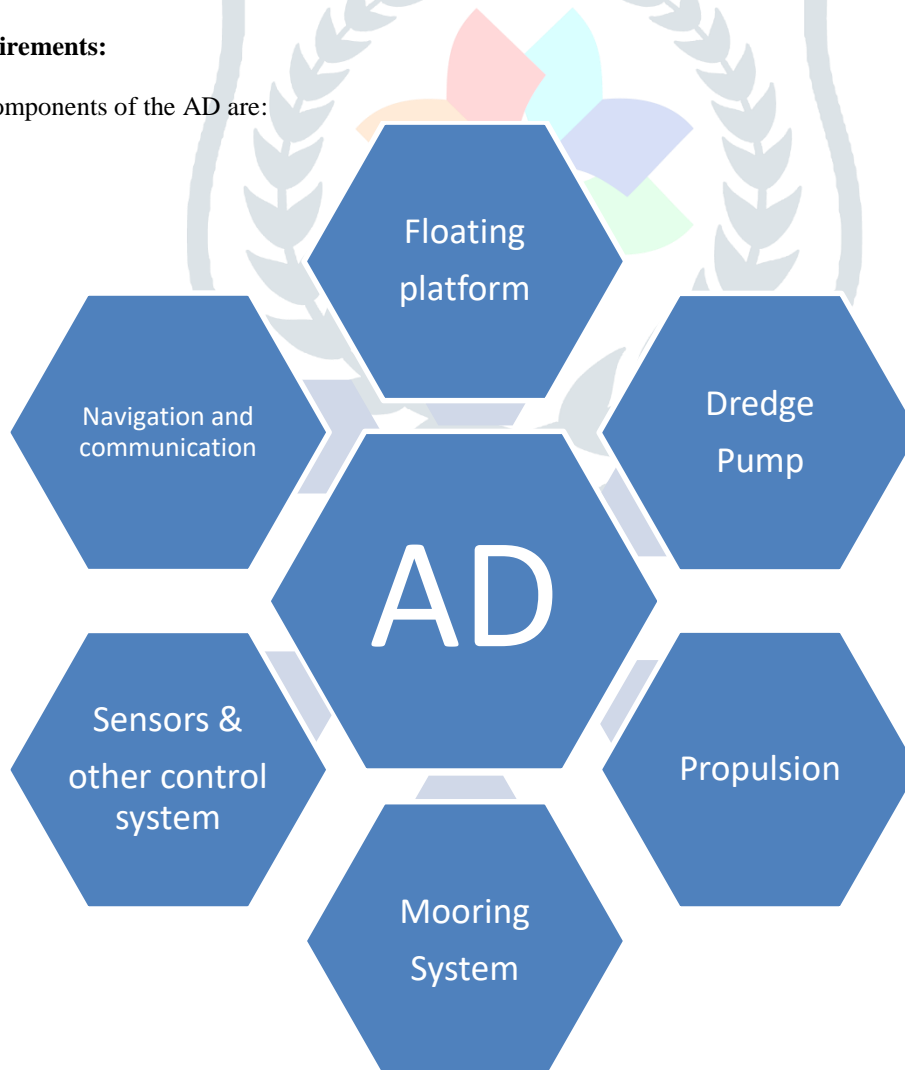 irements:
omponents of the AD are:
Floating
platform
Navigation and
communication
Dredge
Pump
AD
Sensors &
other control
system
Propulsion
Mooring
System